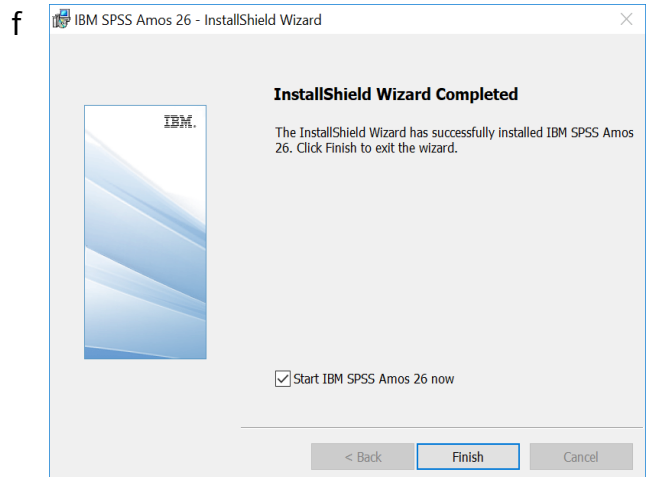 f
IBM SPSS Amos 26 - InstallShield Wizard
InstallShield Wizard Completed
IBM.
The InstallShield Wizard has successfully installed IBM SPSS Amos
26. Click Finish to exit the wizard.
Start IBM SPSS Amos 26 now
< Back
Finish
Cancel